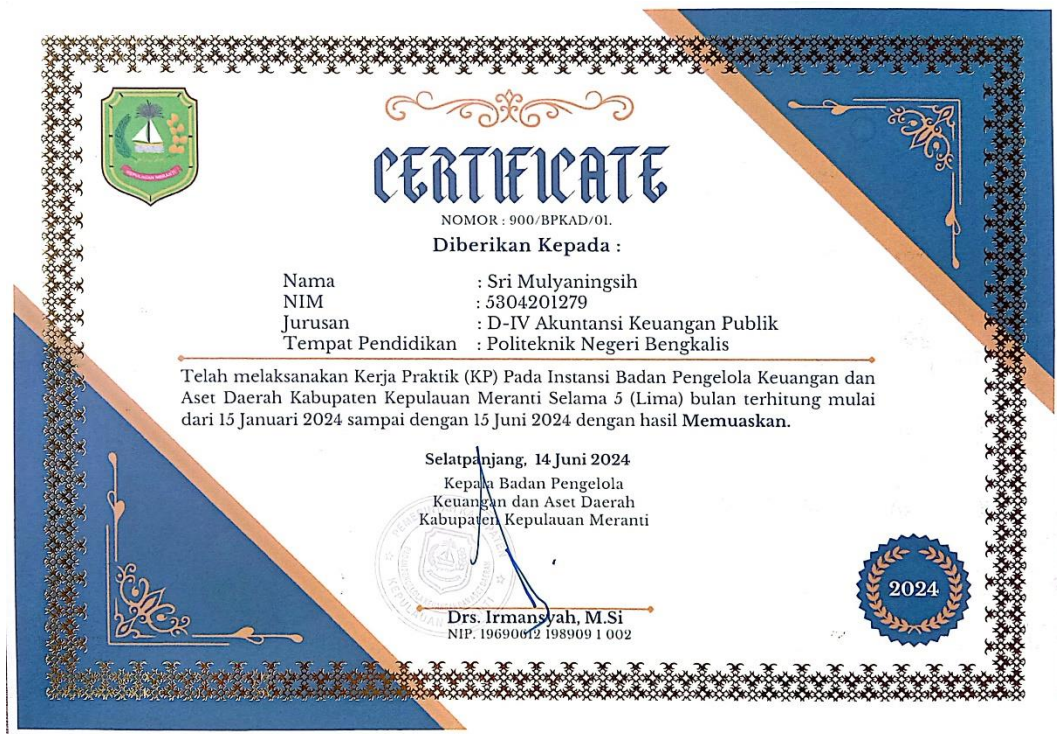 KEPULAUAN MERANTI
CERTIFICATE
NOMOR : 900/BPKAD/01.
Diberikan Kepada :
Nama : Sri Mulyaningsih
NIM : 5304201279
Jurusan : D-IV Akuntansi Keuangan Publik
Tempat Pendidikan : Politeknik Negeri Bengkalis
Telah melaksanakan Kerja Praktik (KP) Pada Instansi Badan Pengelola Keuangan dan
Aset Daerah Kabupaten Kepulauan Meranti Selama 5 (Lima) bulan terhitung mulai
dari 15 Januari 2024 sampai dengan 15 Juni 2024 dengan hasil Memuaskan.
Selatpanjang, 14 Juni 2024
Kepala Badan Pengelola
Keuangan dan Aset Daerah
Kabupaten Kepulauan Meranti
Drs. Irmansyah, M.Si
NIP. 19690612 198909 1 002
2024